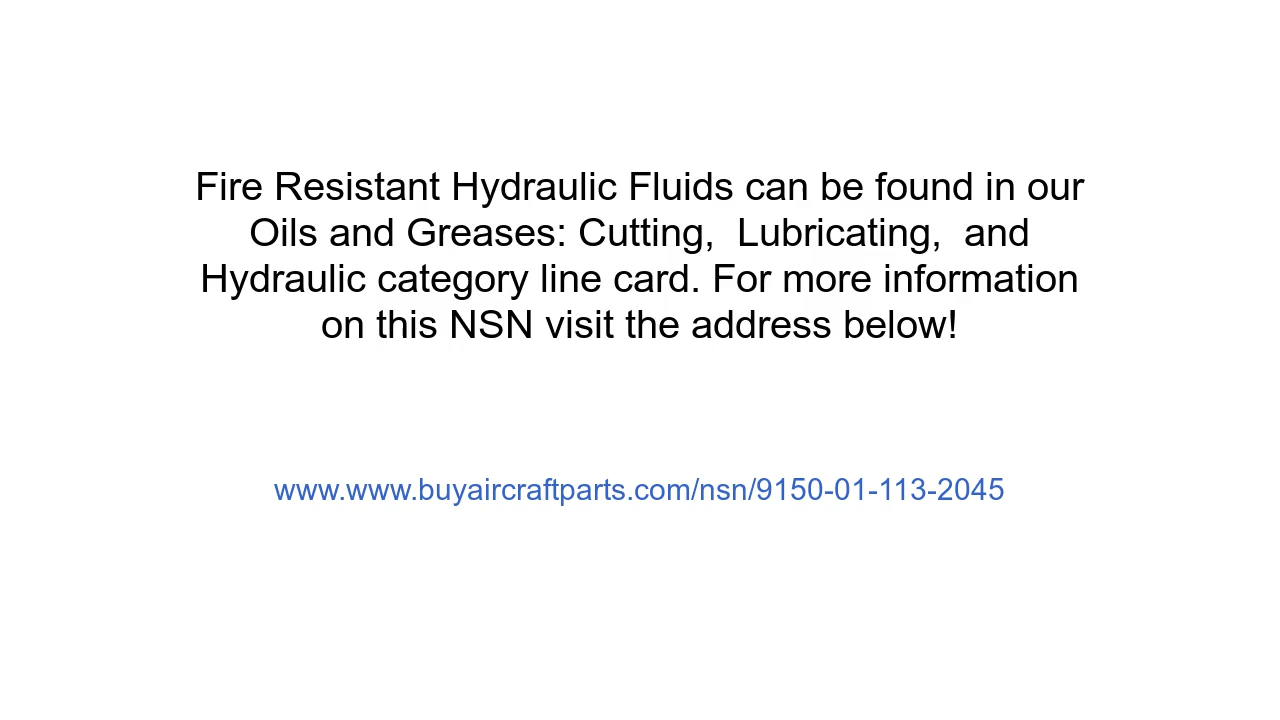 Fire Resistant Hydraulic Fluids can be found in our
Oils and Greases: Cutting,  Lubricating,  and
Hydraulic category line card. For more information
on this NSN visit the address below!
www.www.buyaircraftparts.com/nsn/9150-01-113-2045